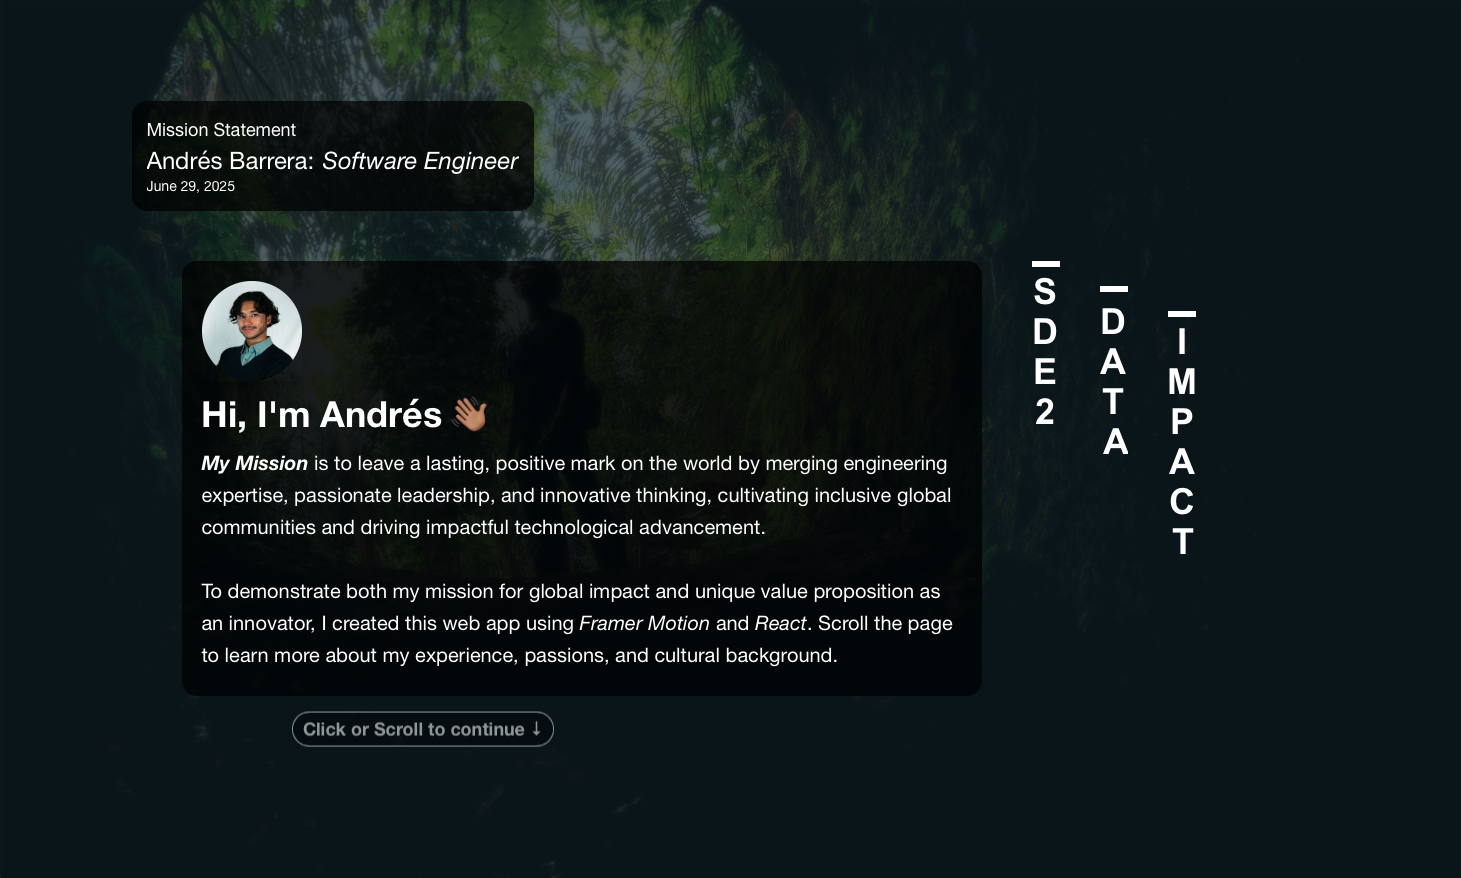 Mission Statement
Andrés Barrera: Software Engineer
June 29, 2025
Hi, I'm Andrés 👋🏽
My Mission is to leave a lasting, positive mark on the world by merging engineering
expertise, passionate leadership, and innovative thinking, cultivating inclusive global
communities and driving impactful technological advancement.
To demonstrate both my mission for global impact and unique value proposition as
an innovator, I created this web app using Framer Motion and React. Scroll the page
to learn more about my experience, passions, and cultural background.
Click or Scroll to continue ↓
SDE2
DATA
IMPACT